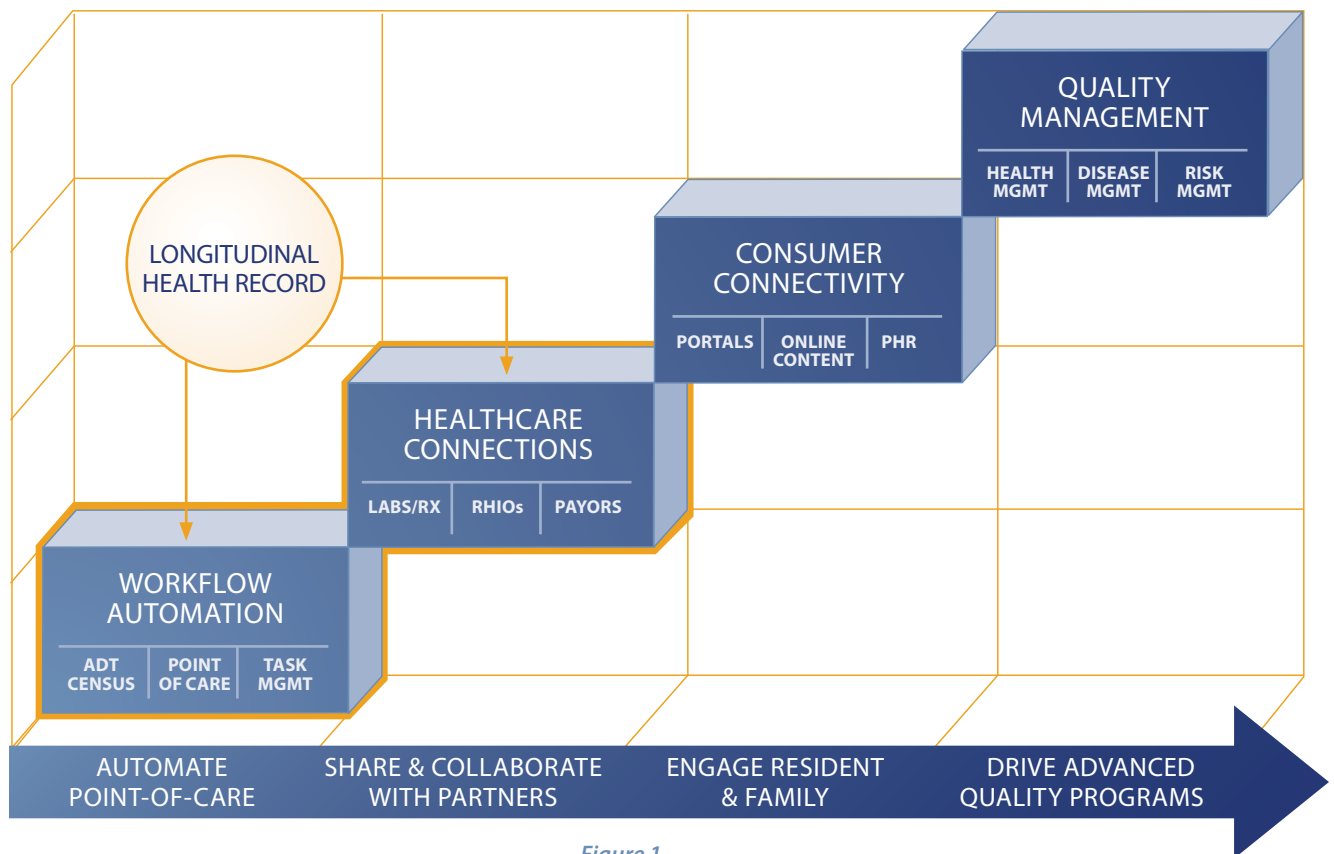 QUALITY
MANAGEMENT
HEALTH
MGMT
DISEASE
MGMT
RISK
MGMT
LONGITUDINAL
HEALTH RECORD
CONSUMER
CONNECTIVITY
PORTALS
ONLINE
CONTENT
PHR
HEALTHCARE
CONNECTIONS
LABS/RX
RHIOs
PAYORS
WORKFLOW
AUTOMATION
ADT
CENSUS
POINT
OF CARE
TASK
MGMT
AUTOMATE
POINT-OF-CARE
SHARE & COLLABORATE
WITH PARTNERS
ENGAGE RESIDENT
& FAMILY
DRIVE ADVANCED
QUALITY PROGRAMS
Figure 1